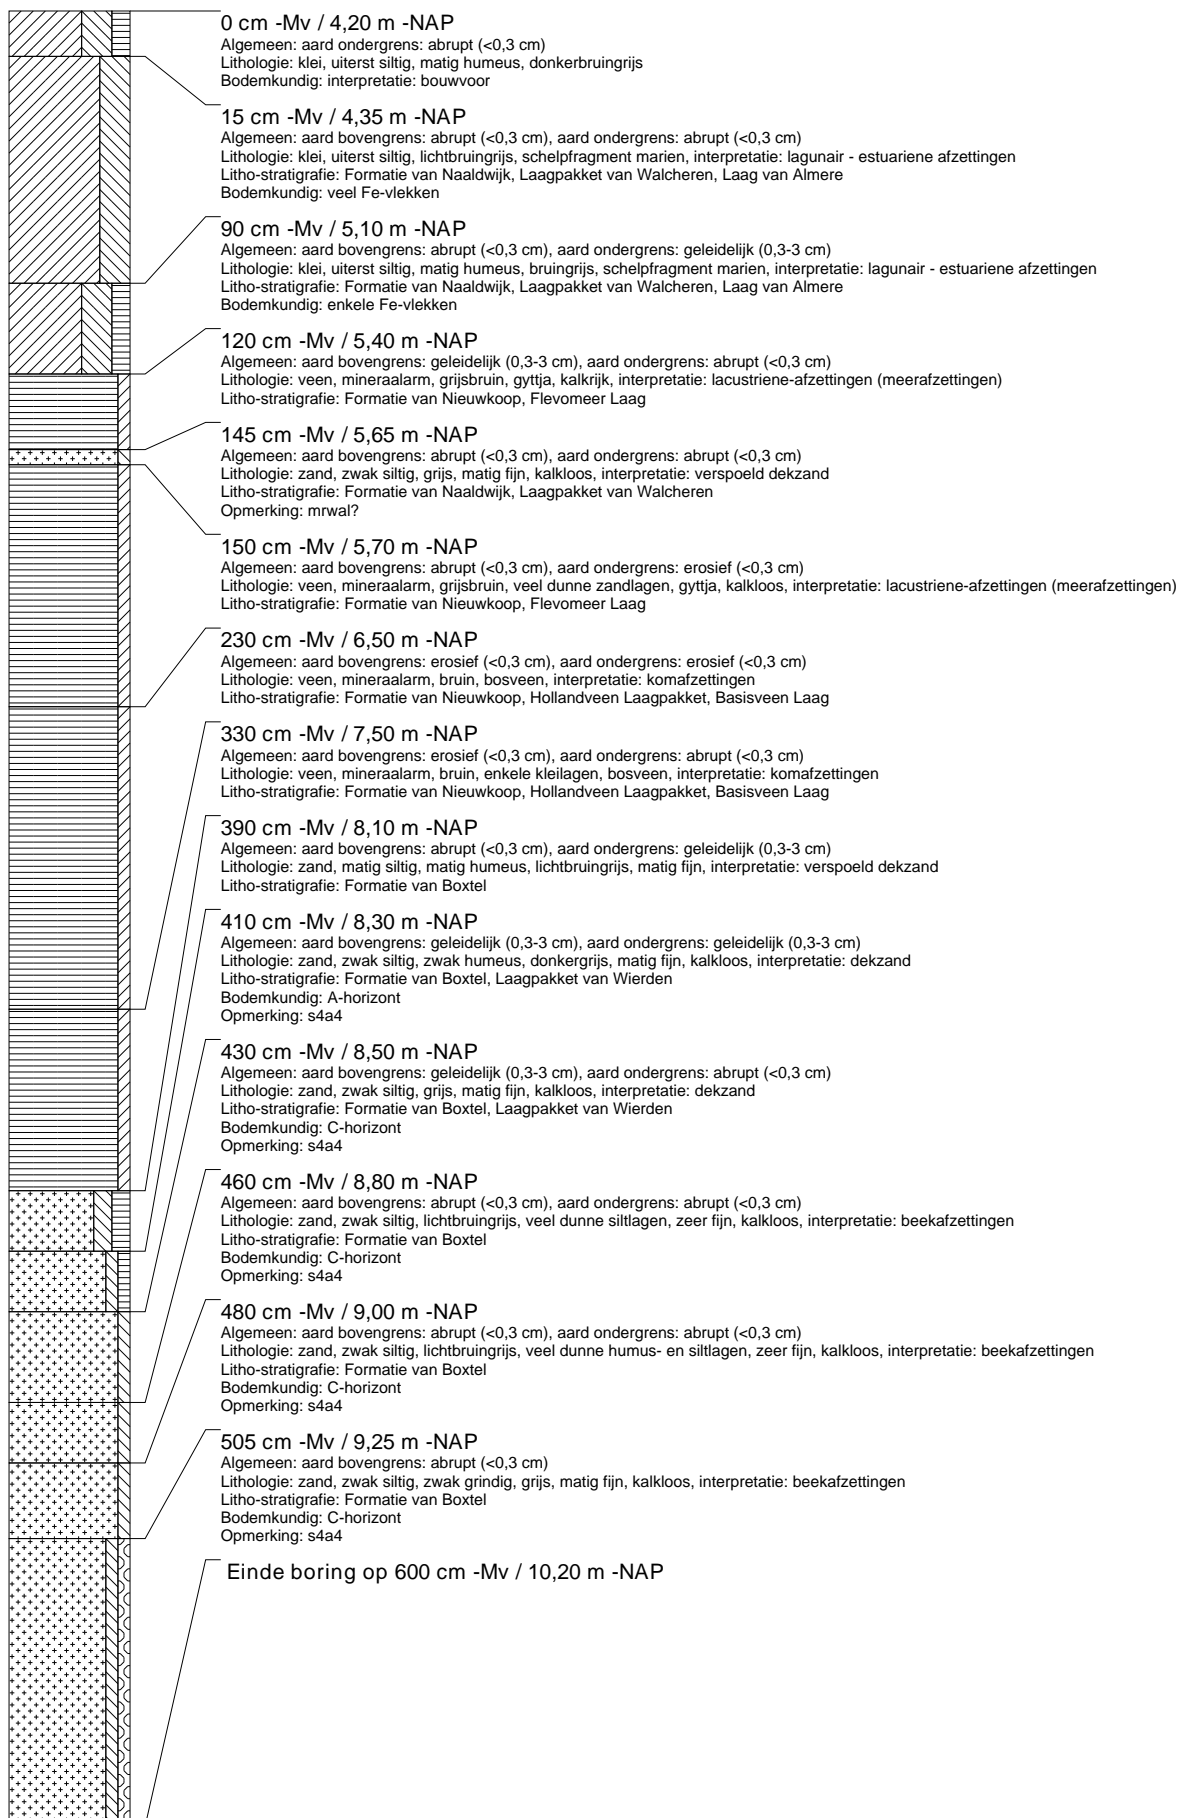 0 cm -Mv / 4,20 m -NAP
Algemeen: aard ondergrens: abrupt (<0,3 cm)
Lithologie: klei, uiterst siltig, matig humeus, donkerbruingrijs
Bodemkundig: interpretatie: bouwvoor
15 cm -Mv / 4,35 m -NAP
Algemeen: aard bovengrens: abrupt (<0,3 cm), aard ondergrens: abrupt (<0,3 cm)
Lithologie: klei, uiterst siltig, lichtbruingrijs, schelpfragment marien, interpretatie: lagunair - estuariene afzettingen
Litho-stratigrafie: Formatie van Naaldwijk, Laagpakket van Walcheren, Laag van Almere
Bodemkundig: veel Fe-vlekken
90 cm -Mv / 5,10 m -NAP
Algemeen: aard bovengrens: abrupt (<0,3 cm), aard ondergrens: geleidelijk (0,3-3 cm)
Lithologie: klei, uiterst siltig, matig humeus, bruingrijs, schelpfragment marien, interpretatie: lagunair - estuariene afzettingen
Litho-stratigrafie: Formatie van Naaldwijk, Laagpakket van Walcheren, Laag van Almere
Bodemkundig: enkele Fe-vlekken
120 cm -Mv / 5,40 m -NAP
Algemeen: aard bovengrens: geleidelijk (0,3-3 cm), aard ondergrens: abrupt (<0,3 cm)
Lithologie: veen, mineraalarm, grijsbruin, gyttja, kalkrijk, interpretatie: lacustriene-afzettingen (meerafzettingen)
Litho-stratigrafie: Formatie van Nieuwkoop, Flevomeer Laag
145 cm -Mv / 5,65 m -NAP
Algemeen: aard bovengrens: abrupt (<0,3 cm), aard ondergrens: abrupt (<0,3 cm)
Lithologie: zand, zwak siltig, grijs, matig fijn, kalkloos, interpretatie: verspoeld dekzand
Litho-stratigrafie: Formatie van Naaldwijk, Laagpakket van Walcheren
Opmerking: mrwal?
150 cm -Mv / 5,70 m -NAP
Algemeen: aard bovengrens: abrupt (<0,3 cm), aard ondergrens: erosief (<0,3 cm)
Lithologie: veen, mineraalarm, grijsbruin, veel dunne zandlagen, gyttja, kalkloos, interpretatie: lacustriene-afzettingen (meerafzettingen)
Litho-stratigrafie: Formatie van Nieuwkoop, Flevomeer Laag
230 cm -Mv / 6,50 m -NAP
Algemeen: aard bovengrens: erosief (<0,3 cm), aard ondergrens: erosief (<0,3 cm)
Lithologie: veen, mineraalarm, bruin, bosveen, interpretatie: komafzettingen
Litho-stratigrafie: Formatie van Nieuwkoop, Hollandveen Laagpakket, Basisveen Laag
330 cm -Mv / 7,50 m -NAP
Algemeen: aard bovengrens: erosief (<0,3 cm), aard ondergrens: abrupt (<0,3 cm)
Lithologie: veen, mineraalarm, bruin, enkele kleilagen, bosveen, interpretatie: komafzettingen
Litho-stratigrafie: Formatie van Nieuwkoop, Hollandveen Laagpakket, Basisveen Laag
390 cm -Mv / 8,10 m -NAP
Algemeen: aard bovengrens: abrupt (<0,3 cm), aard ondergrens: geleidelijk (0,3-3 cm)
Lithologie: zand, matig siltig, matig humeus, lichtbruingrijs, matig fijn, interpretatie: verspoeld dekzand
Litho-stratigrafie: Formatie van Boxtel
410 cm -Mv / 8,30 m -NAP
Algemeen: aard bovengrens: geleidelijk (0,3-3 cm), aard ondergrens: geleidelijk (0,3-3 cm)
Lithologie: zand, zwak siltig, zwak humeus, donkergrijs, matig fijn, kalkloos, interpretatie: dekzand
Litho-stratigrafie: Formatie van Boxtel, Laagpakket van Wierden
Bodemkundig: A-horizont
Opmerking: s4a4
430 cm -Mv / 8,50 m -NAP
Algemeen: aard bovengrens: geleidelijk (0,3-3 cm), aard ondergrens: abrupt (<0,3 cm)
Lithologie: zand, zwak siltig, grijs, matig fijn, kalkloos, interpretatie: dekzand
Litho-stratigrafie: Formatie van Boxtel, Laagpakket van Wierden
Bodemkundig: C-horizont
Opmerking: s4a4
460 cm -Mv / 8,80 m -NAP
Algemeen: aard bovengrens: abrupt (<0,3 cm), aard ondergrens: abrupt (<0,3 cm)
Lithologie: zand, zwak siltig, lichtbruingrijs, veel dunne siltlagen, zeer fijn, kalkloos, interpretatie: beekafzettingen
Litho-stratigrafie: Formatie van Boxtel
Bodemkundig: C-horizont
Opmerking: s4a4
480 cm -Mv / 9,00 m -NAP
Algemeen: aard bovengrens: abrupt (<0,3 cm), aard ondergrens: abrupt (<0,3 cm)
Lithologie: zand, zwak siltig, lichtbruingrijs, veel dunne humus- en siltlagen, zeer fijn, kalkloos, interpretatie: beekafzettingen
Litho-stratigrafie: Formatie van Boxtel
Bodemkundig: C-horizont
Opmerking: s4a4
505 cm -Mv / 9,25 m -NAP
Algemeen: aard bovengrens: abrupt (<0,3 cm)
Lithologie: zand, zwak siltig, zwak grindig, grijs, matig fijn, kalkloos, interpretatie: beekafzettingen
Litho-stratigrafie: Formatie van Boxtel
Bodemkundig: C-horizont
Opmerking: s4a4
Einde boring op 600 cm -Mv / 10,20 m -NAP